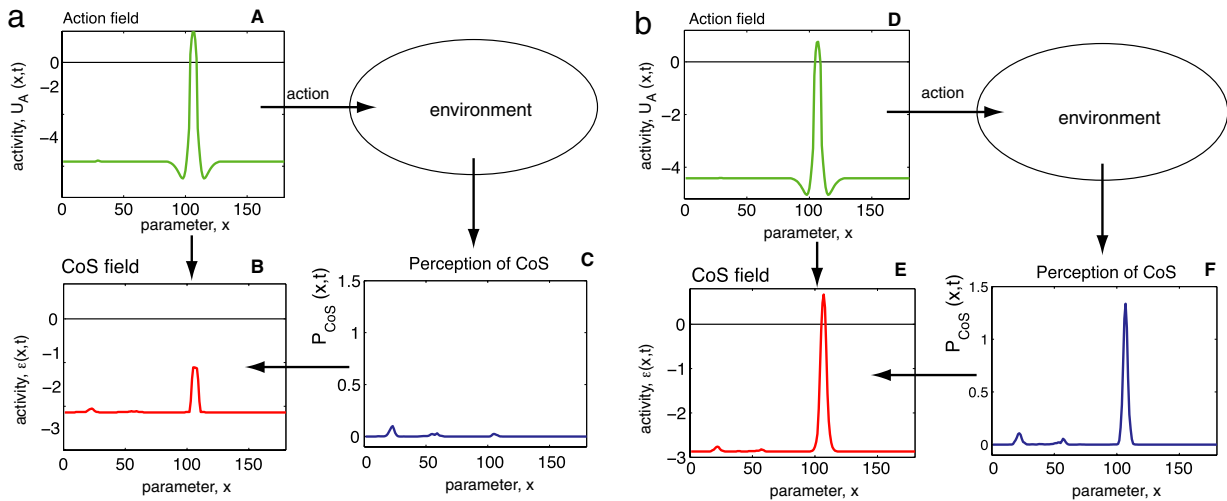 a
Action field A
activity, U_A (x,t)
0
−2
−4
0 50 100 150
parameter, x
action
environment
CoS field B
activity, ε(x,t)
0
−1
−2
−3
0 50 100 150
parameter, x
Perception of CoS C
P_CoS (x,t)
1.5
1
0.5
0
0 50 100 150
parameter, x
b
Action field D
activity, U_A (x,t)
0
−2
−4
0 50 100 150
parameter, x
action
environment
CoS field E
activity, ε(x,t)
0
−1
−2
−3
0 50 100 150
parameter, x
Perception of CoS F
P_CoS (x,t)
1.5
1
0.5
0
0 50 100 150
parameter, x